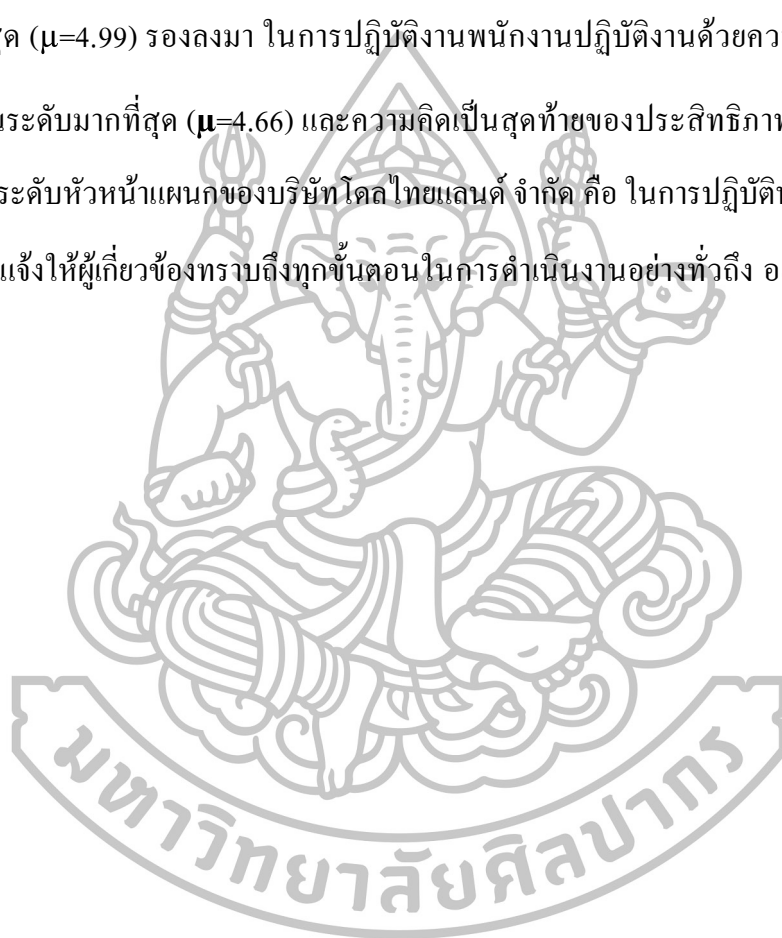 ด (µ=4.99) รองลงมา ในการปฏิบัติงานพนักงานปฏิบัติงานด้วยคว
ระดับมากที่สุด (µ=4.66) และความคิดเป็นสุดท้ายของประสิทธิภา
ระดับหัวหน้าแผนกของบริษัทโดลไทยแลนด์ จำกัด คือ ในการปฏิบัติ
แจ้งให้ผู้เกี่ยวข้องทราบถึงทุกขั้นตอนในการดำเนินงานอย่างทั่วถึง อ
มหาวิทยาลัยศิลปากร